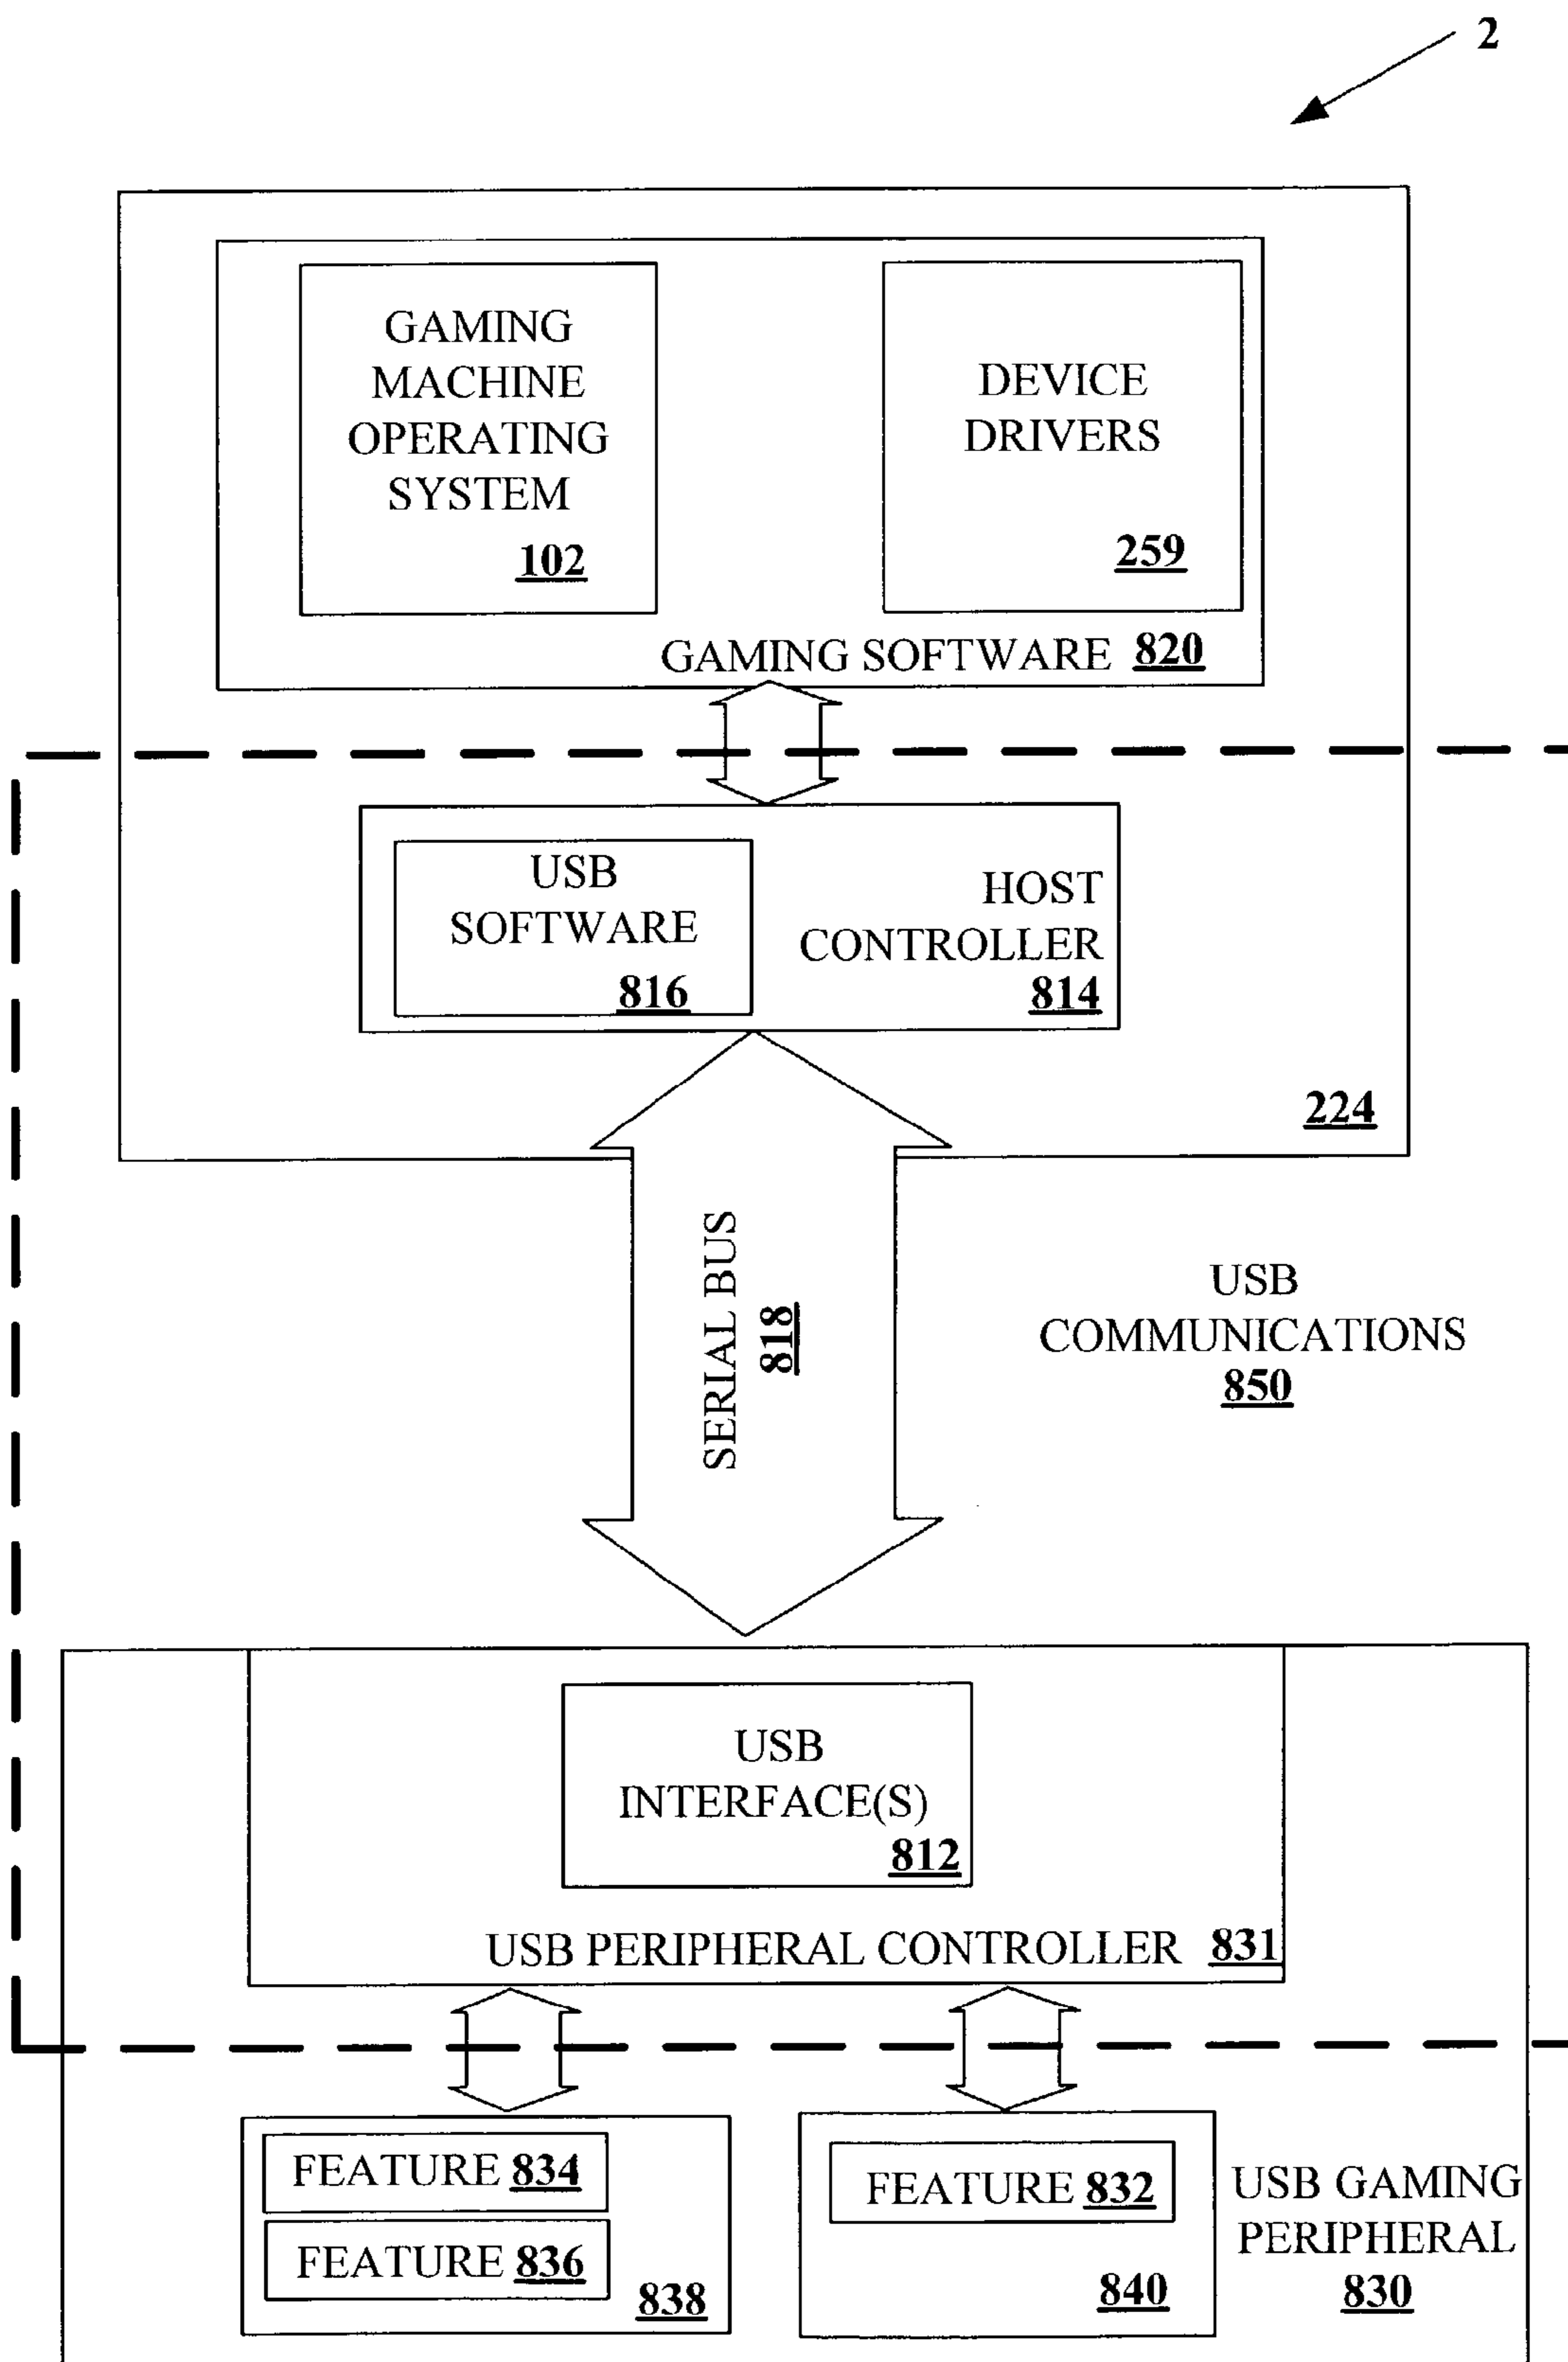 2
GAMING
MACHINE
OPERATING
SYSTEM
102
DEVICE
DRIVERS
259
GAMING SOFTWARE 820
USB
SOFTWARE
816
HOST
CONTROLLER
814
224
SERIAL BUS
818
USB
COMMUNICATIONS
850
USB
INTERFACE(S)
812
USB PERIPHERAL CONTROLLER 831
FEATURE 834
FEATURE 836
838
FEATURE 832
840
USB GAMING
PERIPHERAL
830